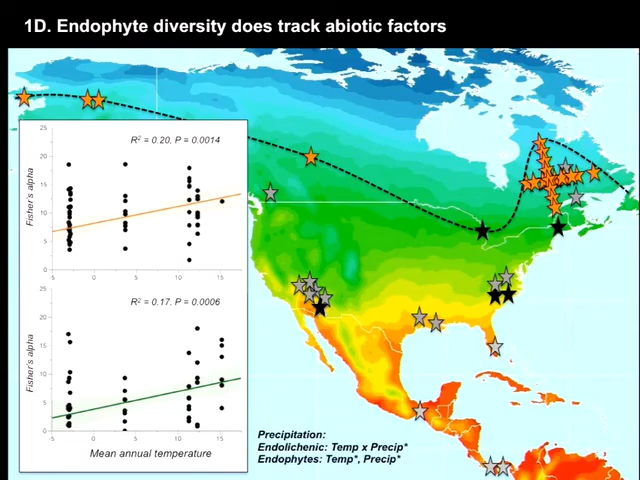 1D. Endophyte diversity does track abiotic factors
R² = 0.20, P = 0.0014
Fisher's alpha
25
20
15
10
5
0
-5 0 5 10 15
R² = 0.17. P = 0.0006
Fisher's alpha
25
20
15
10
5
0
-5 0 5 10 15
Mean annual temperature
Precipitation:
Endolichenic: Temp x Precip*
Endophytes: Temp*, Precip*